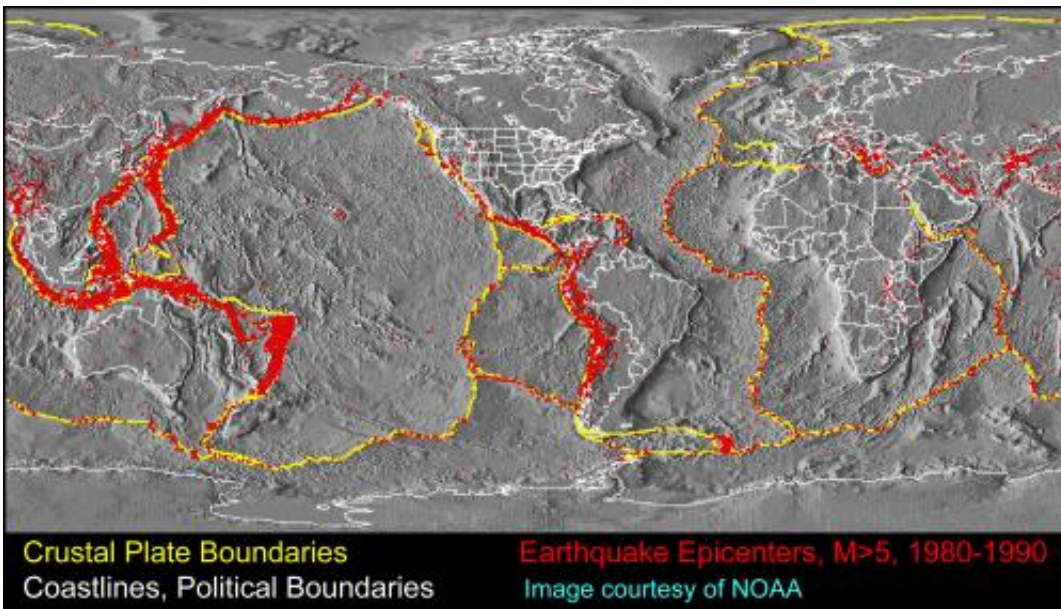 Crustal Plate Boundaries
Earthquake Epicenters, M>5, 1980-1990
Coastlines, Political Boundaries
Image courtesy of NOAA